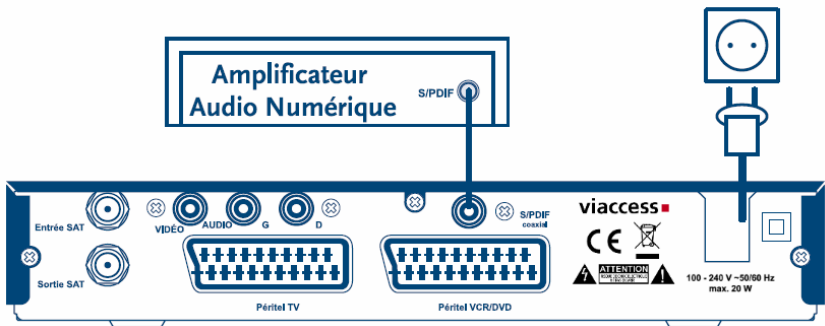 Amplificateur
Audio Numérique
S/PDIF
Entrée SAT
VIDÉO
AUDIO
G
D
S/PDIF
coaxial
viaccess
CE
Sortie SAT
ATTENTION
100 - 240 V ~50/60 Hz
max. 20 W
Péritel TV
Péritel VCR/DVD